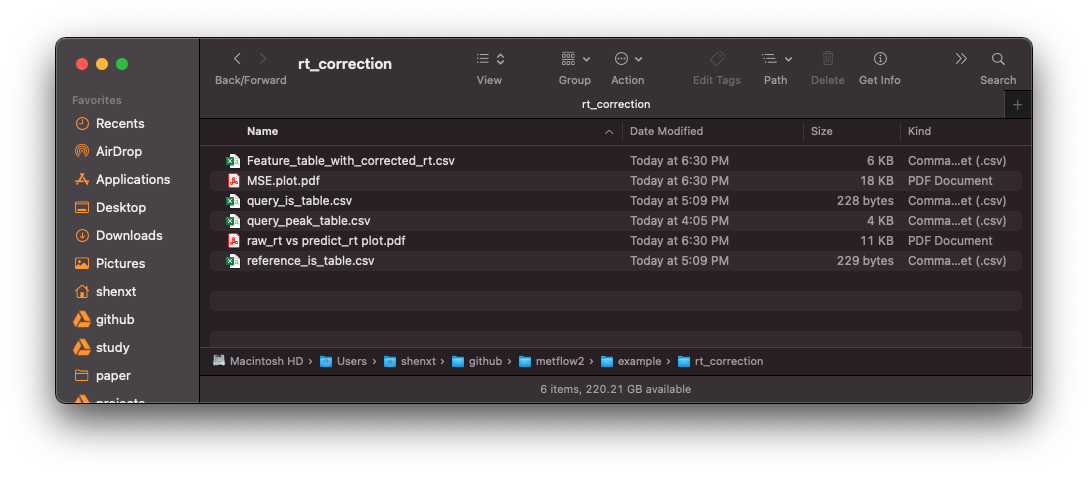 rt_correction
Back/Forward View Group Action Edit Tags Path Delete Get Info Search
rt_correction
Favorites
Recents
AirDrop
Applications
Desktop
Downloads
Pictures
shenxt
github
study
paper
projects
Name Date Modified Size Kind
Feature_table_with_corrected_rt.csv Today at 6:30 PM 6 KB Comma...et (.csv)
MSE.plot.pdf Today at 6:30 PM 18 KB PDF Document
query_is_table.csv Today at 5:09 PM 228 bytes Comma...et (.csv)
query_peak_table.csv Today at 4:05 PM 4 KB Comma...et (.csv)
raw_rt vs predict_rt plot.pdf Today at 6:30 PM 11 KB PDF Document
reference_is_table.csv Today at 5:09 PM 229 bytes Comma...et (.csv)
Macintosh HD › Users › shenxt › github › metflow2 › example › rt_correction
6 items, 220.21 GB available